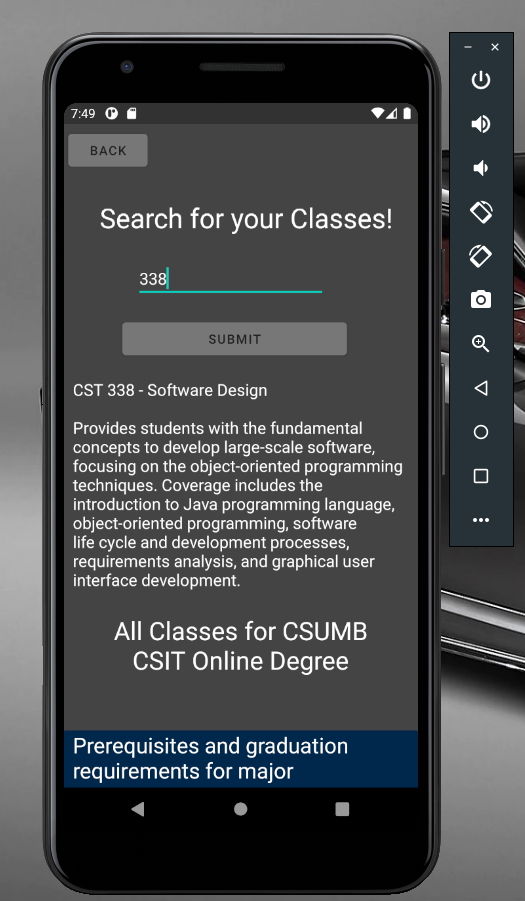 7:49
BACK
Search for your Classes!
338
SUBMIT
CST 338 - Software Design
Provides students with the fundamental
concepts to develop large-scale software,
focusing on the object-oriented programming
techniques. Coverage includes the
introduction to Java programming language,
object-oriented programming, software
life cycle and development processes,
requirements analysis, and graphical user
interface development.
All Classes for CSUMB
CSIT Online Degree
Prerequisites and graduation
requirements for major